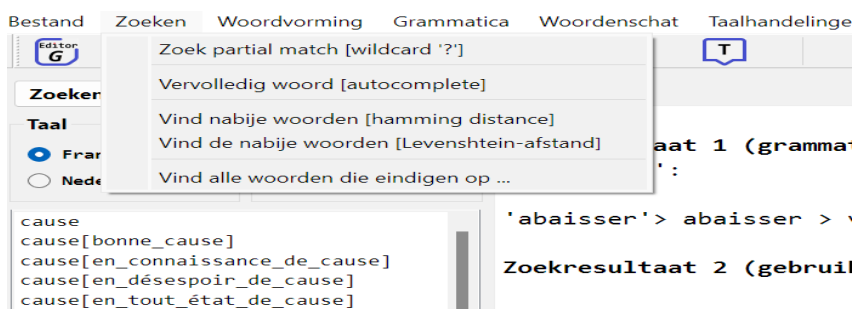 Bestand Zoeken Woordvorming Grammatica Woordenschat Taalhandelinge
Editor G T
Zoek partial match [wildcard '?']
Vervolledig woord [autocomplete]
Vind nabije woorden [hamming distance]
Vind de nabije woorden [Levenshtein-afstand]
Vind alle woorden die eindigen op ...
Zoeken
Taal
Fran
Nede
cause
cause[bonne_cause]
cause[en_connaissance_de_cause]
cause[en_désespoir_de_cause]
cause[en_tout_état_de_cause]
aat 1 (grammat
':
'abaisser'> abaisser > v
Zoekresultaat 2 (gebruik